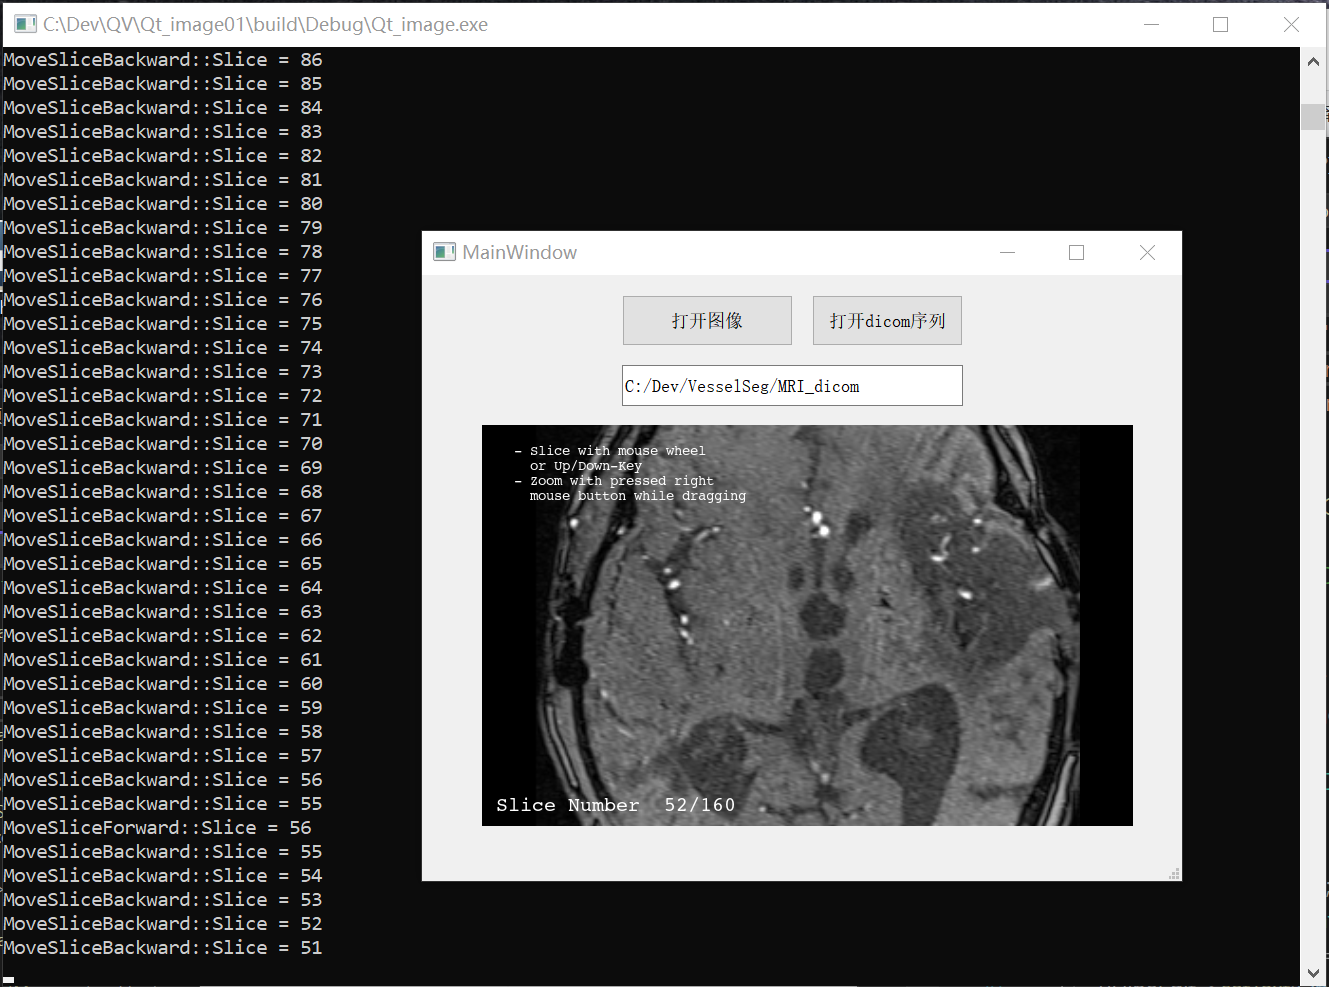 C:\Dev\QV\Qt_image01\build\Debug\Qt_image.exe
MoveSliceBackward::Slice = 86
MoveSliceBackward::Slice = 85
MoveSliceBackward::Slice = 84
MoveSliceBackward::Slice = 83
MoveSliceBackward::Slice = 82
MoveSliceBackward::Slice = 81
MoveSliceBackward::Slice = 80
MoveSliceBackward::Slice = 79
MoveSliceBackward::Slice = 78
MoveSliceBackward::Slice = 77
MoveSliceBackward::Slice = 76
MoveSliceBackward::Slice = 75
MoveSliceBackward::Slice = 74
MoveSliceBackward::Slice = 73
MoveSliceBackward::Slice = 72
MoveSliceBackward::Slice = 71
MoveSliceBackward::Slice = 70
MoveSliceBackward::Slice = 69
MoveSliceBackward::Slice = 68
MoveSliceBackward::Slice = 67
MoveSliceBackward::Slice = 66
MoveSliceBackward::Slice = 65
MoveSliceBackward::Slice = 64
MoveSliceBackward::Slice = 63
MoveSliceBackward::Slice = 62
MoveSliceBackward::Slice = 61
MoveSliceBackward::Slice = 60
MoveSliceBackward::Slice = 59
MoveSliceBackward::Slice = 58
MoveSliceBackward::Slice = 57
MoveSliceBackward::Slice = 56
MoveSliceBackward::Slice = 55
MoveSliceForward::Slice = 56
MoveSliceBackward::Slice = 55
MoveSliceBackward::Slice = 54
MoveSliceBackward::Slice = 53
MoveSliceBackward::Slice = 52
MoveSliceBackward::Slice = 51
MainWindow
打开图像
打开dicom序列
C:/Dev/VesselSeg/MRI_dicom
- Slice with mouse wheel
or Up/Down-Key
- Zoom with pressed right
mouse button while dragging
Slice Number 52/160